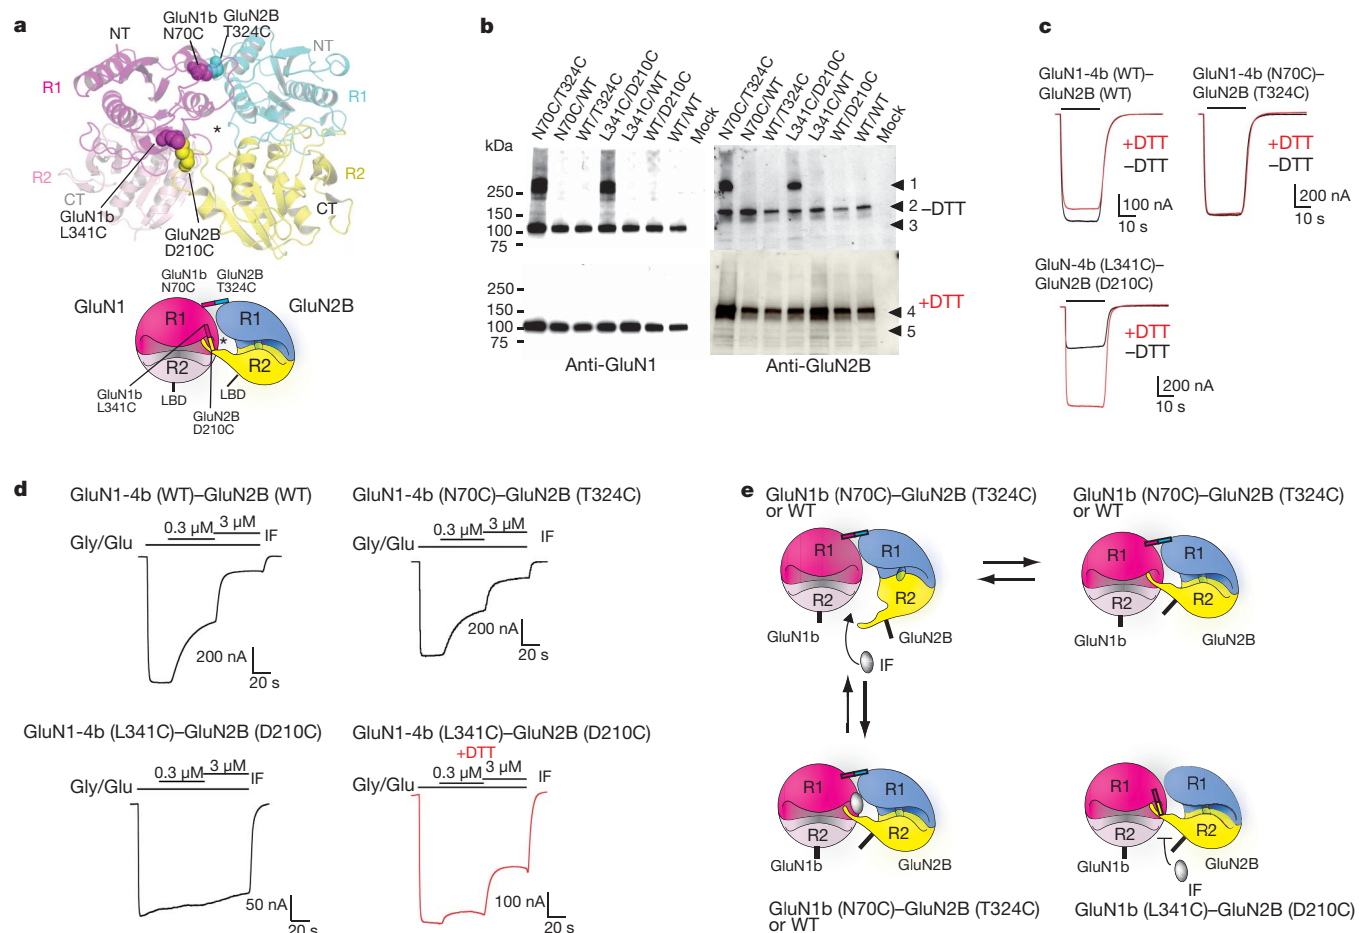 a
GluN1b
N70C
GluN2B
T324C
NT
NT
R1
R1
*
R2
R2
CT
CT
GluN1b
L341C
GluN2B
D210C
GluN1b
N70C
GluN2B
T324C
GluN1
GluN2B
R1
R1
*
R2
R2
GluN1b
L341C
LBD
LBD
GluN2B
D210C
b
N70C/T324C
N70C/WT
WT/T324C
L341C/D210C
L341C/WT
WT/D210C
WT/WT
Mock
N70C/T324C
N70C/WT
WT/T324C
L341C/D210C
L341C/WT
WT/D210C
WT/WT
Mock
kDa
250
150
100
75
1
2
–DTT
3
250
150
100
75
+DTT
4
5
Anti-GluN1
Anti-GluN2B
c
GluN1-4b (WT)–
GluN2B (WT)
+DTT
–DTT
100 nA
10 s
GluN1-4b (N70C)–
GluN2B (T324C)
+DTT
–DTT
200 nA
10 s
GluN-4b (L341C)–
GluN2B (D210C)
+DTT
–DTT
200 nA
10 s
d
GluN1-4b (WT)–GluN2B (WT)
0.3 µM
3 µM
IF
Gly/Glu
200 nA
20 s
GluN1-4b (N70C)–GluN2B (T324C)
0.3 µM
3 µM
IF
Gly/Glu
200 nA
20 s
GluN1-4b (L341C)–GluN2B (D210C)
0.3 µM
3 µM
IF
Gly/Glu
50 nA
20 s
GluN1-4b (L341C)–GluN2B (D210C)
+DTT
0.3 µM
3 µM
IF
Gly/Glu
100 nA
20 s
e
GluN1b (N70C)–GluN2B (T324C)
or WT
R1
R1
R2
R2
GluN1b
GluN2B
IF
GluN1b (N70C)–GluN2B (T324C)
or WT
R1
R1
R2
R2
GluN1b
GluN2B
R1
R1
R2
R2
GluN1b
GluN2B
GluN1b (N70C)–GluN2B (T324C)
or WT
R1
R1
R2
R2
GluN1b
GluN2B
IF
GluN1b (L341C)–GluN2B (D210C)